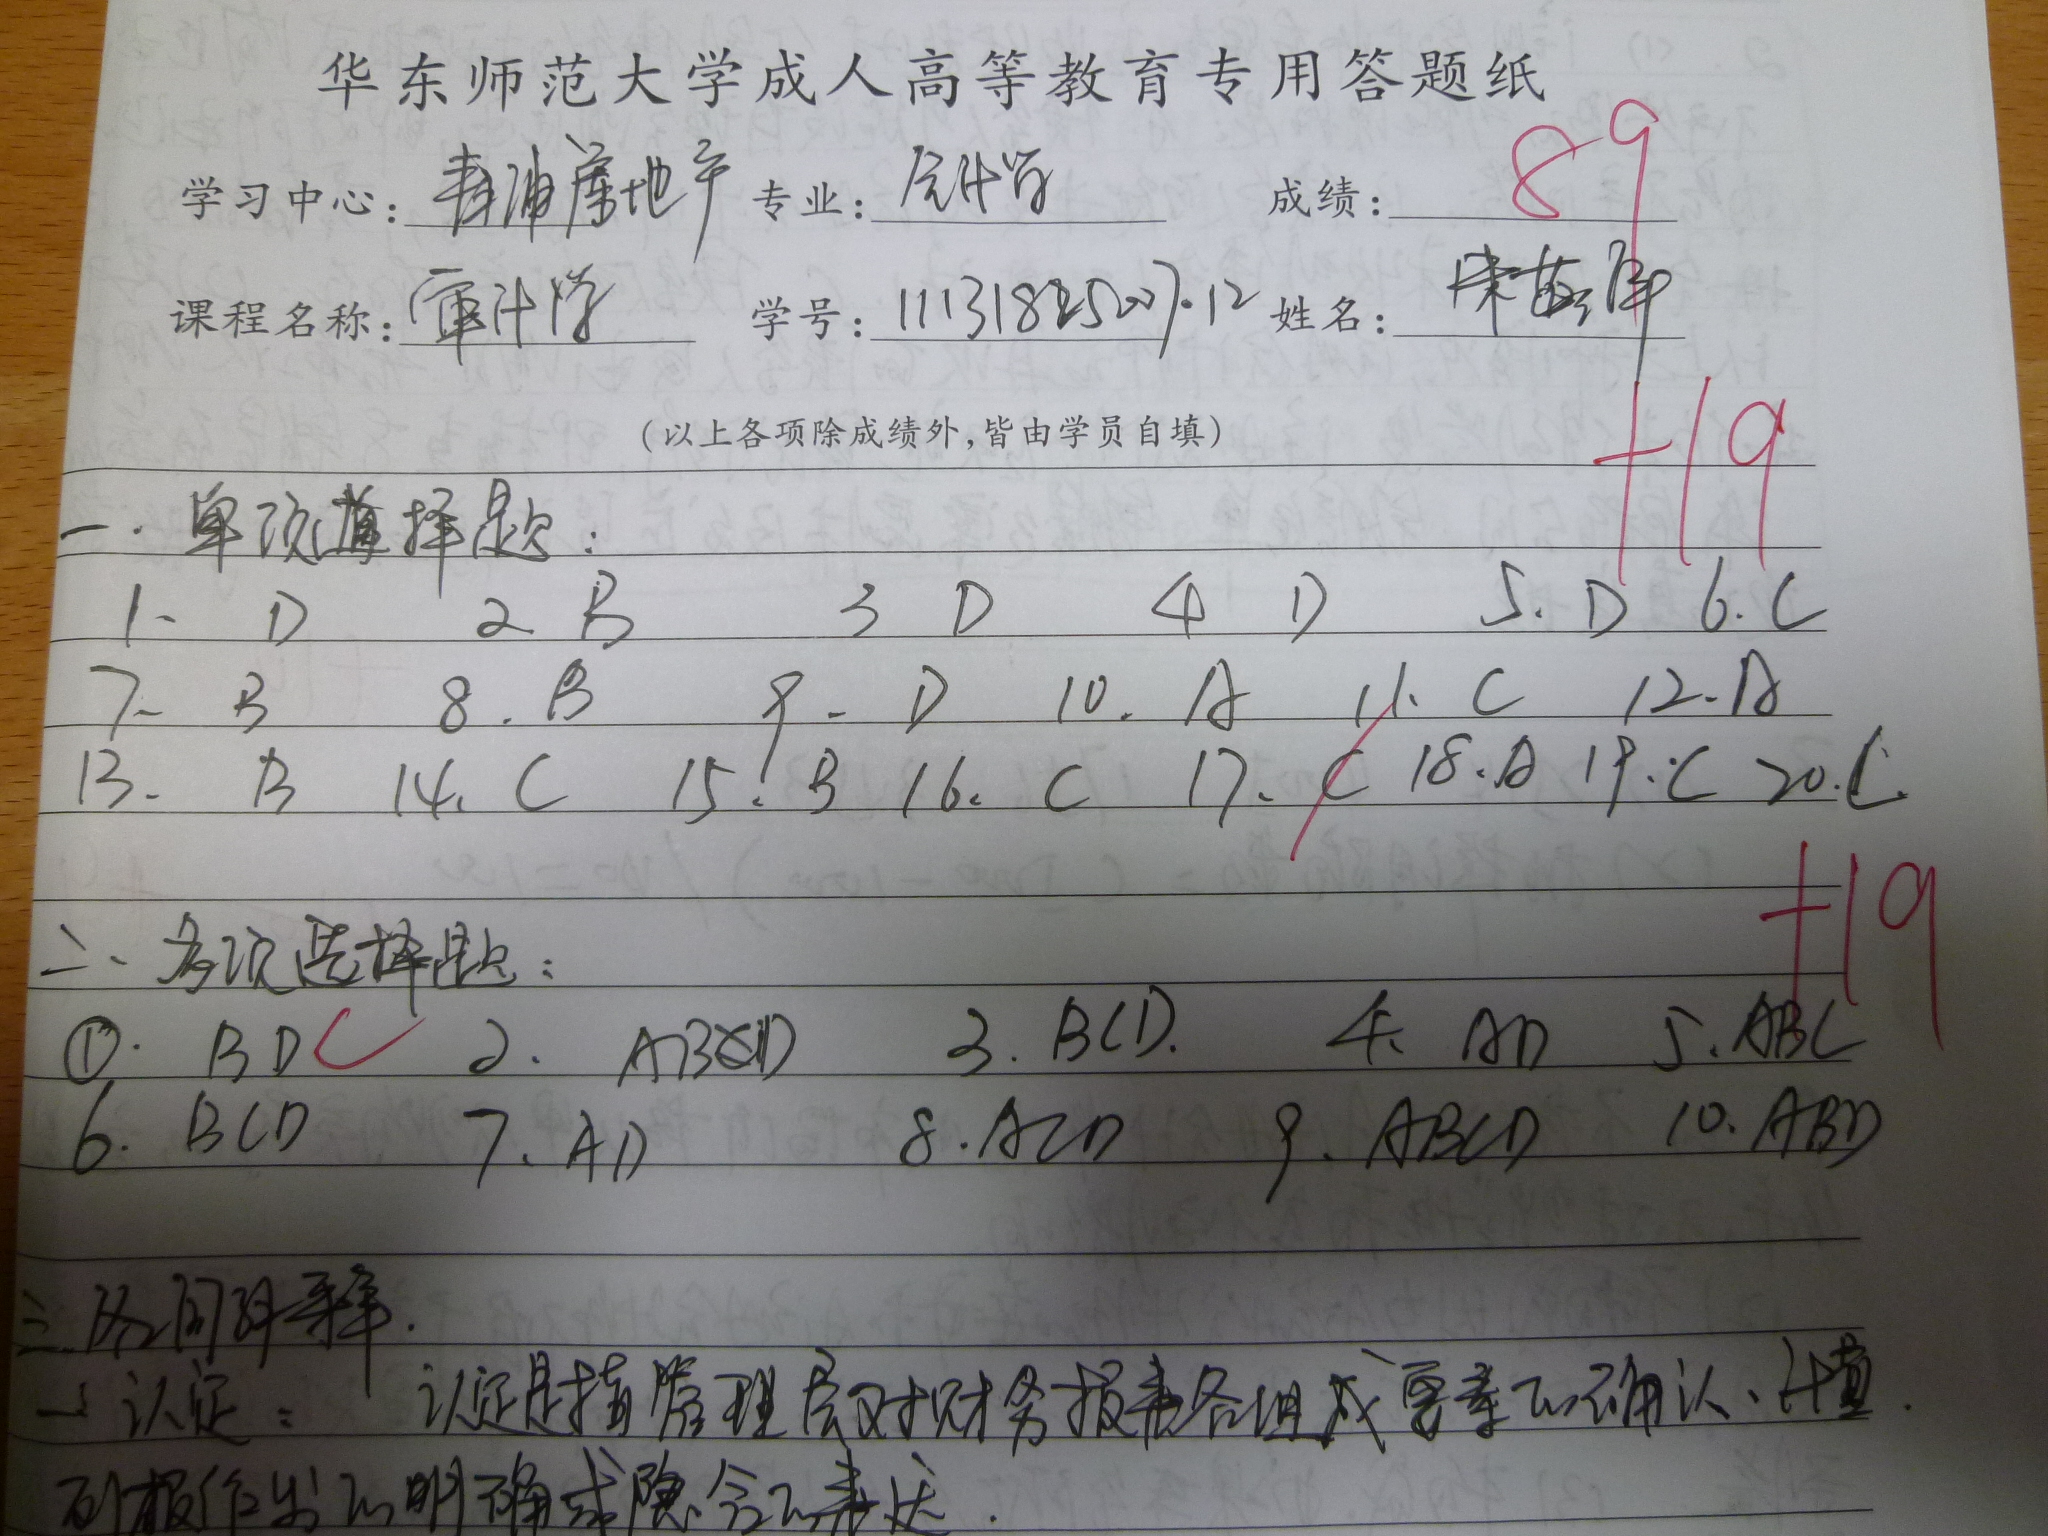 华东师范大学成人高等教育专用答题纸
学习中心: 青浦房地产 专业: 会计学 成绩: 89
课程名称: 审计学 学号: 姓名:
(以上各项除成绩外,皆由学员自填)
+19
一. 单项选择题:
1. D 2 B 3 D 4 D 5. D 6. C
7. B 8. B 9. D 10. A 11. C 12. A
13. B 14. C 15. B 16. C 17. C 18. A 19. C 20. C
+19
二、多项选择题:
①. BD C 2. ABCD 3. BCD. 4. AD 5. ABC
6. BCD 7. AD 8. ACD 9. ABCD 10. ABD
三. 名词解释.
1 认定: 认定是指管理层对财务报表各组成要素的确认、计量.
列报作出的明确或隐含的表达.